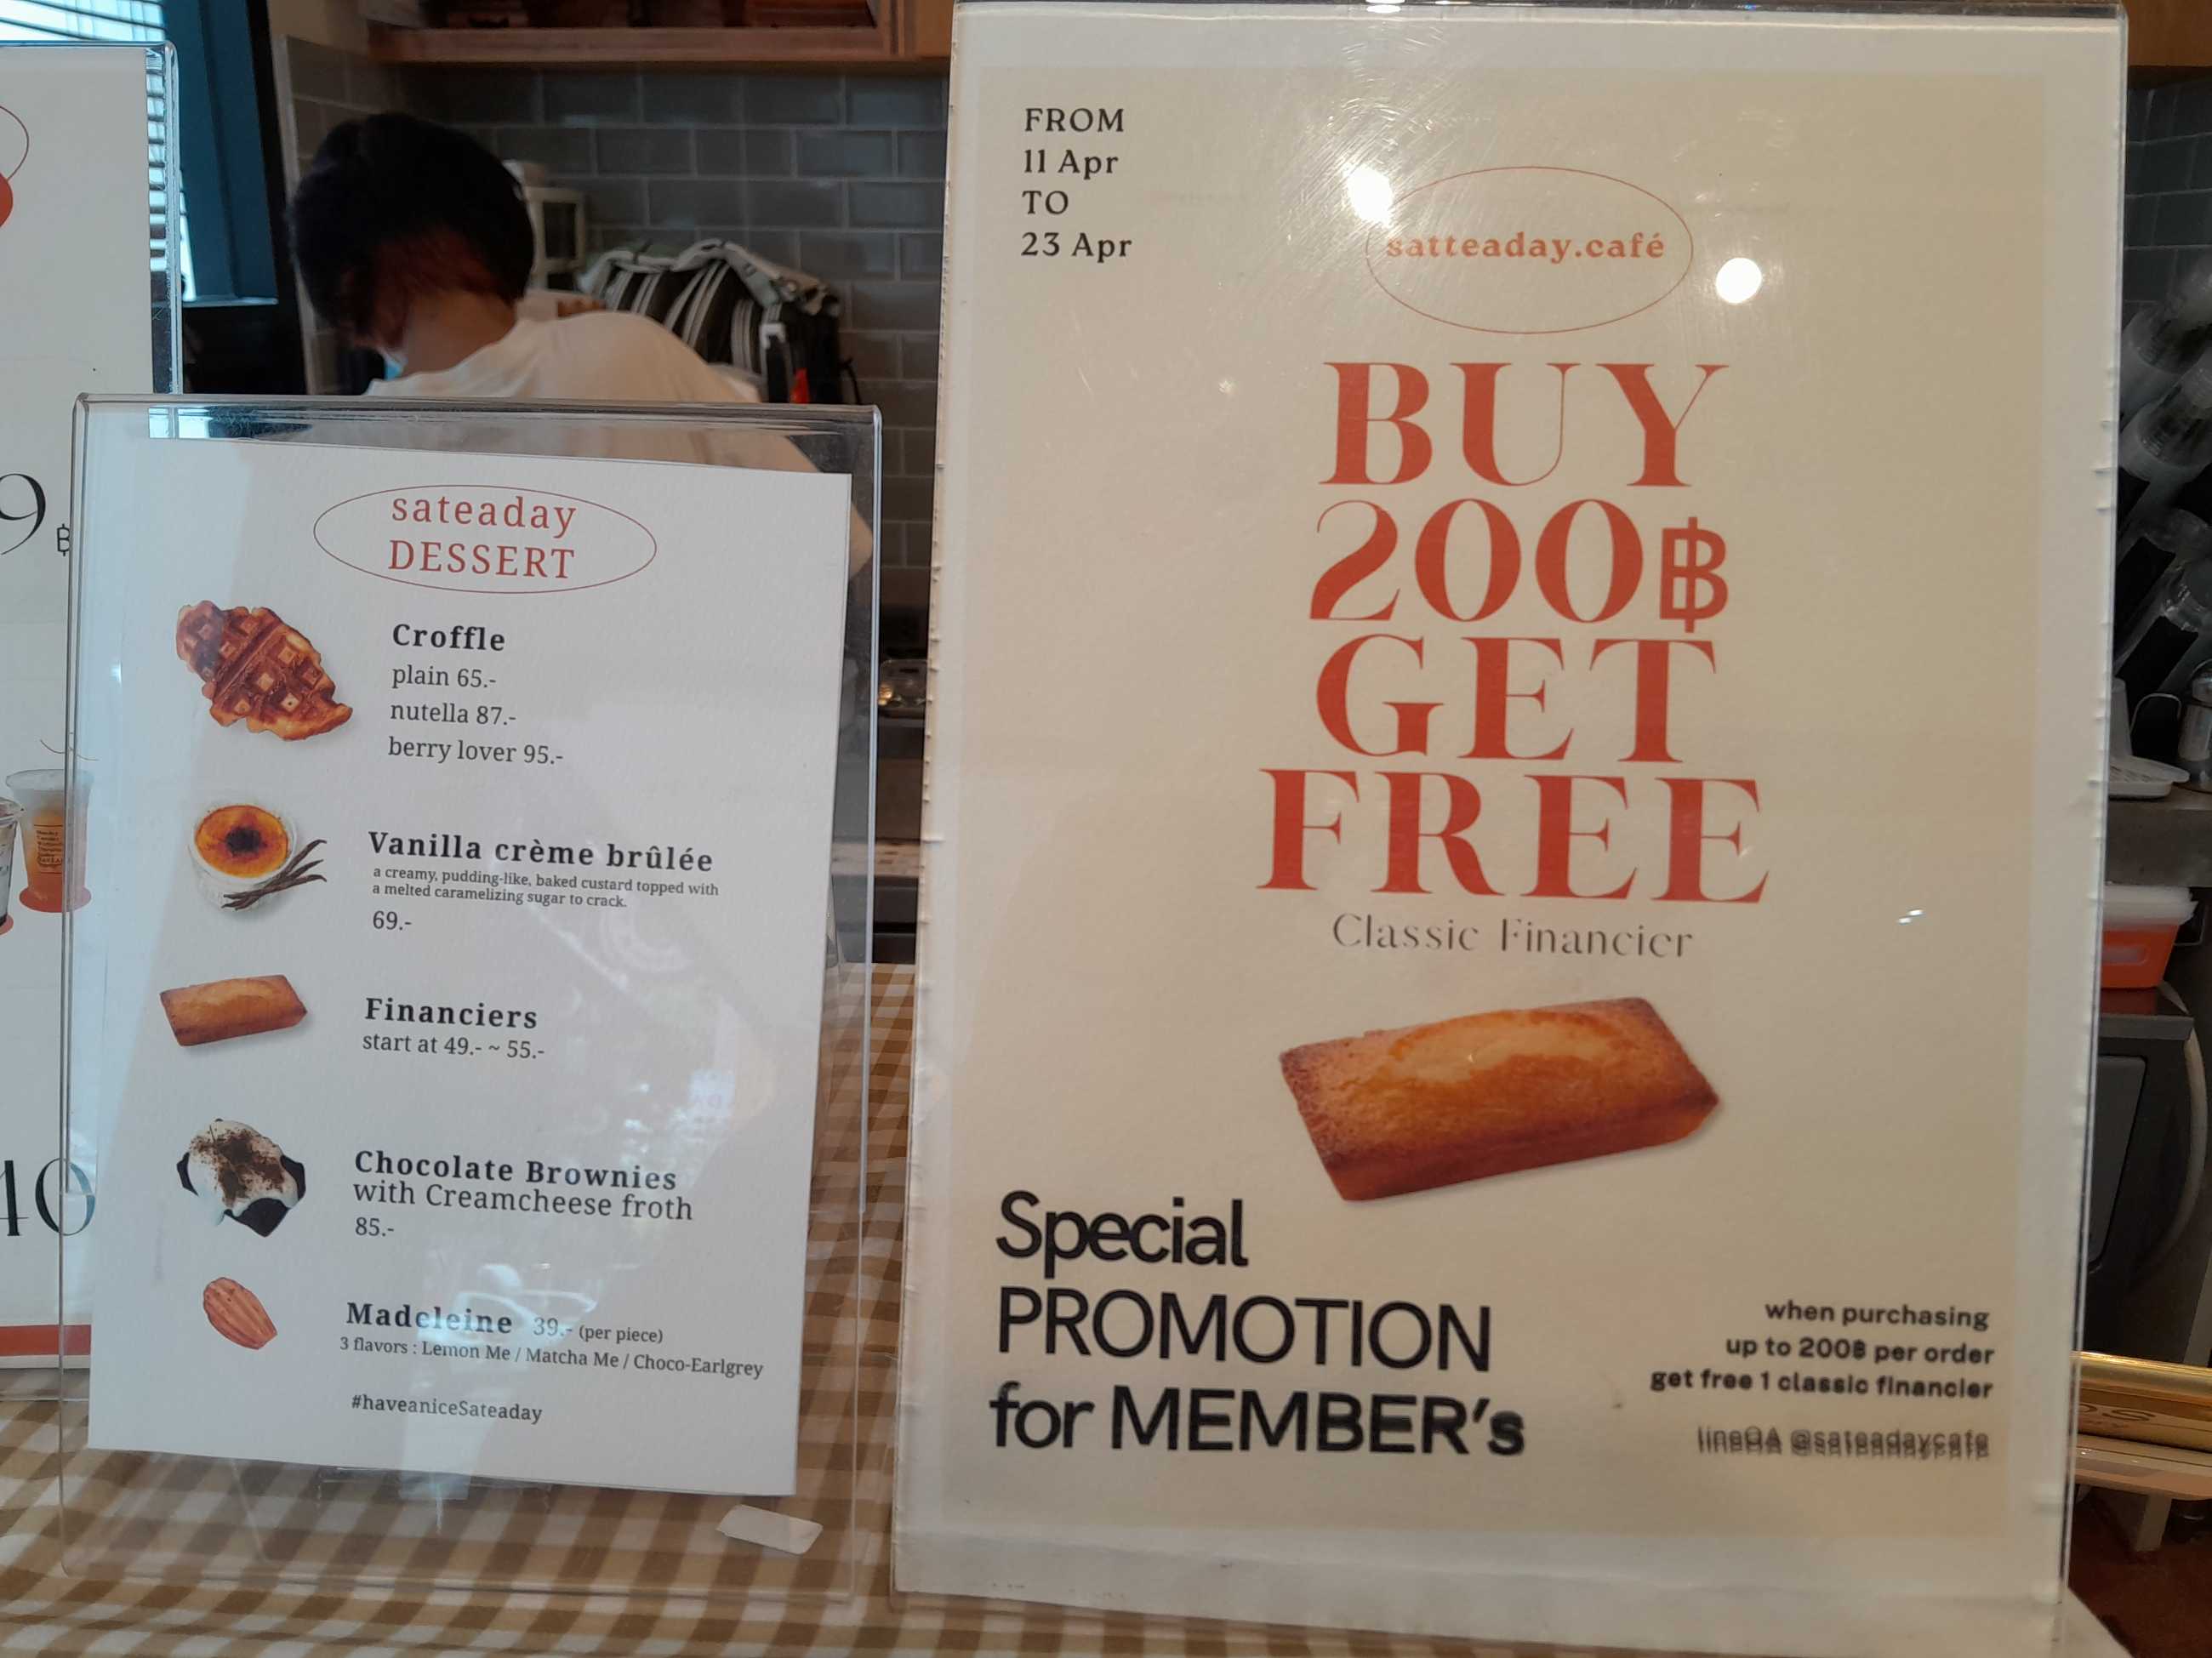 9฿
40
sateaday
DESSERT
Croffle
plain 65.-
nutella 87.-
berry lover 95.-
Vanilla crème brûlée
a creamy, pudding-like, baked custard topped with
a melted caramelizing sugar to crack.
69.-
Financiers
start at 49.- ~ 55.-
Chocolate Brownies
with Creamcheese froth
85.-
Madeleine 39.- (per piece)
3 flavors : Lemon Me / Matcha Me / Choco-Earlgrey
#haveaniceSateaday
FROM
11 Apr
TO
23 Apr
satteaday.café
BUY
200฿
GET
FREE
Classic Financier
Special
PROMOTION
for MEMBER's
when purchasing
up to 200฿ per order
get free 1 classic financier
lineOA @sateadaycafe